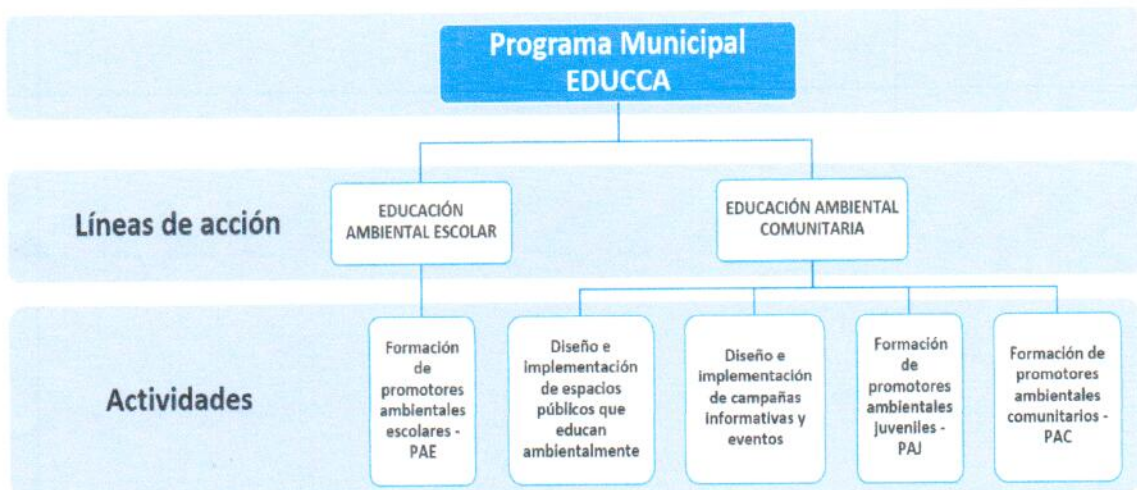 Programa Municipal
EDUCCA
Líneas de acción
EDUCACIÓN
AMBIENTAL ESCOLAR
EDUCACIÓN AMBIENTAL
COMUNITARIA
Actividades
Formación
de
promotores
ambientales
escolares -
PAE
Diseño e
implementación
de espacios
públicos que
educan
ambientalmente
Diseño e
implementación
de campañas
informativas y
eventos
Formación
de
promotores
ambientales
juveniles -
PAJ
Formación de
promotores
ambientales
comunitarios -
PAC